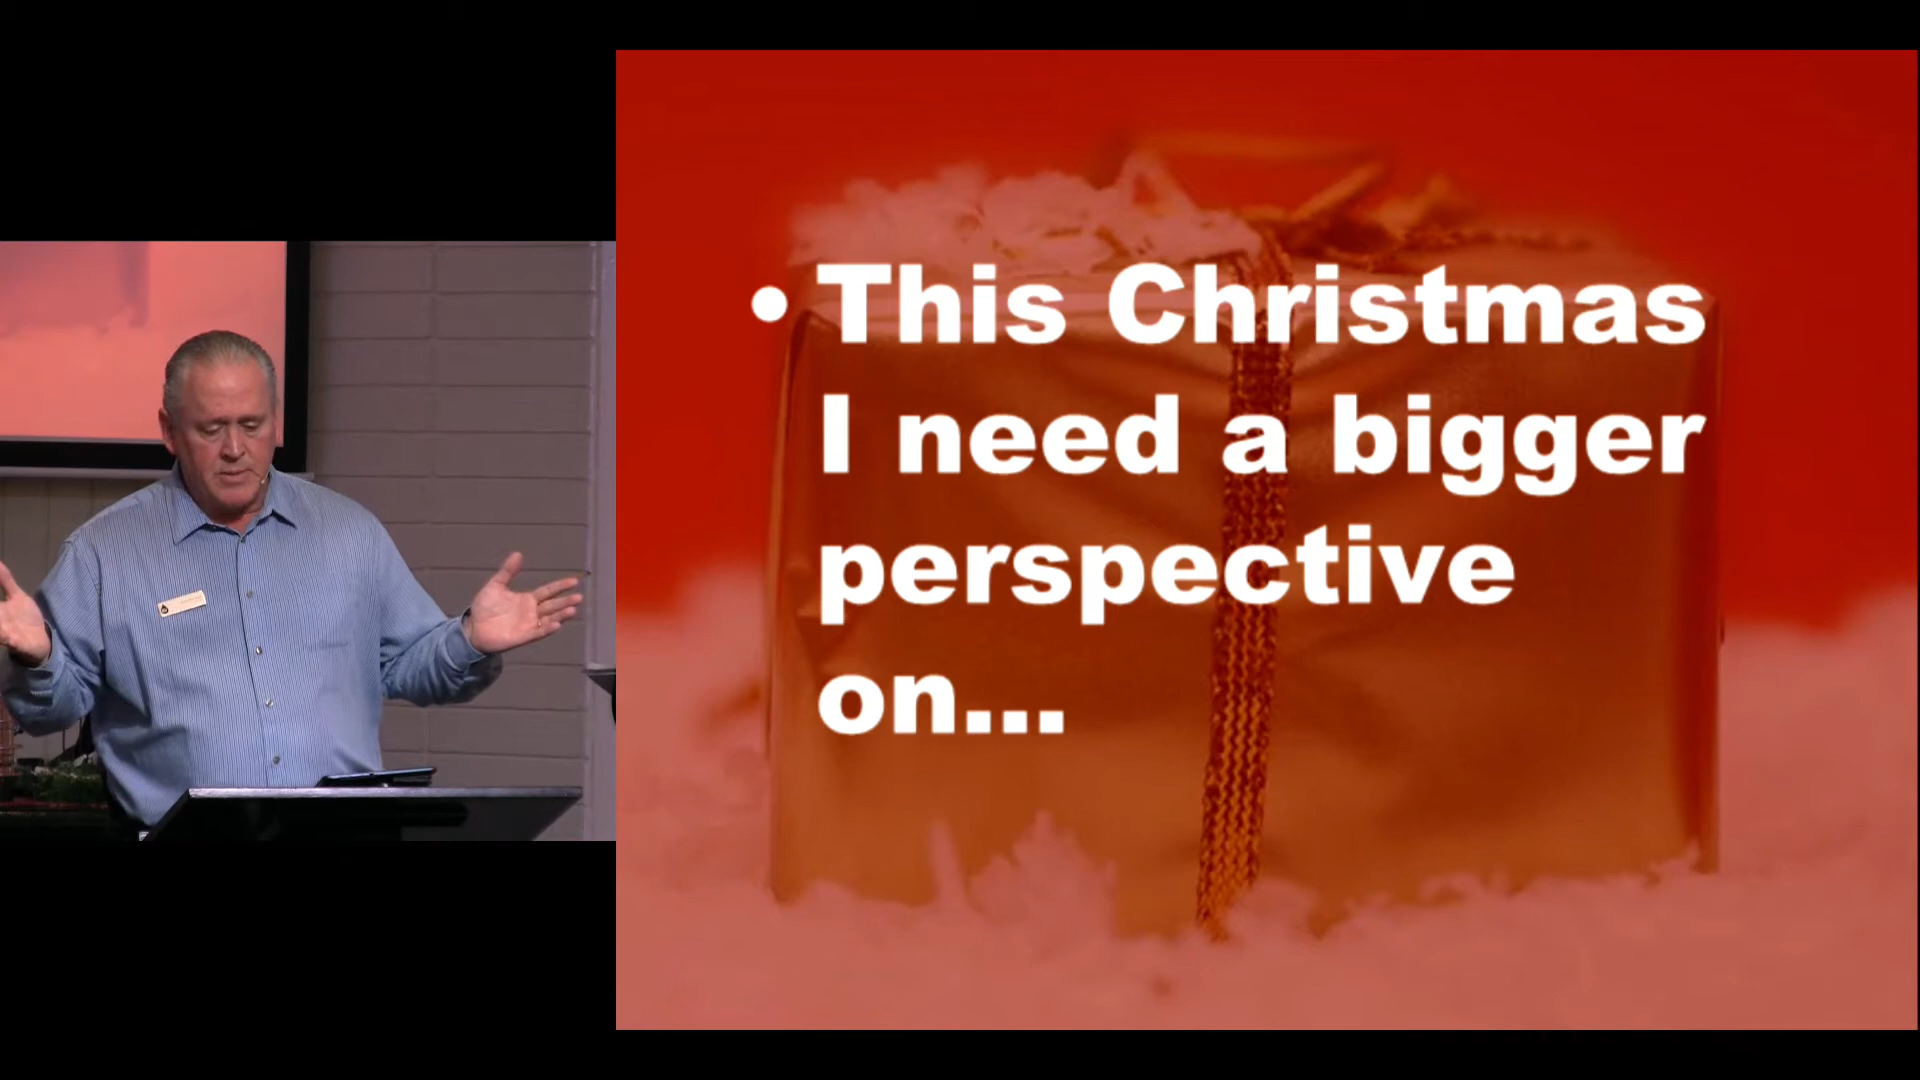 • This Christmas
I need a bigger
perspective
on...